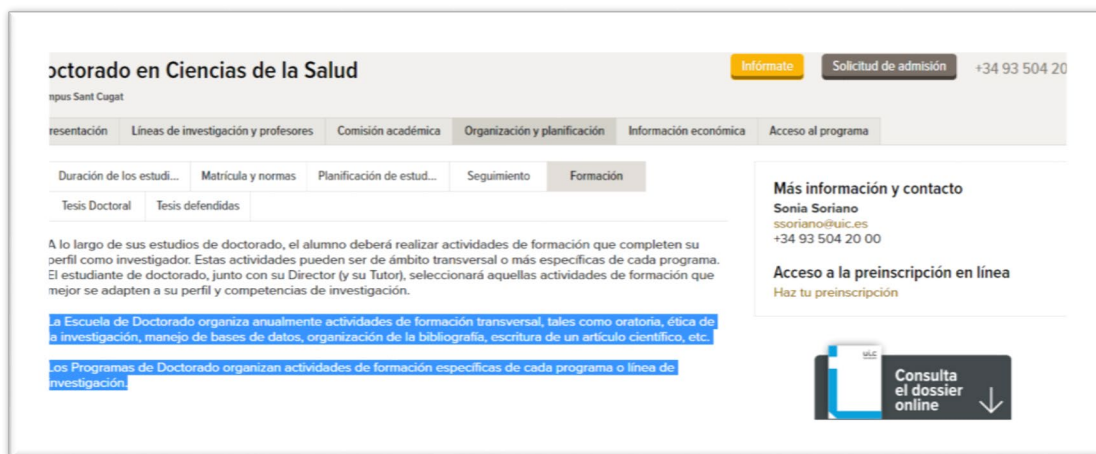 octorado en Ciencias de la Salud
Infórmate
Solicitud de admisión
+34 93 504 20
mpus Sant Cugat
resentación
Líneas de investigación y profesores
Comisión académica
Organización y planificación
Información económica
Acceso al programa
Duración de los estudi...
Matrícula y normas
Planificación de estud...
Seguimiento
Formación
Tesis Doctoral
Tesis defendidas
A lo largo de sus estudios de doctorado, el alumno deberá realizar actividades de formación que completen su
perfil como investigador. Estas actividades pueden ser de ámbito transversal o más específicas de cada programa.
El estudiante de doctorado, junto con su Director (y su Tutor), seleccionará aquellas actividades de formación que
mejor se adapten a su perfil y competencias de investigación.
La Escuela de Doctorado organiza anualmente actividades de formación transversal, tales como oratoria, ética de
la investigación, manejo de bases de datos, organización de la bibliografía, escritura de un artículo científico, etc.
Los Programas de Doctorado organizan actividades de formación específicas de cada programa o línea de
investigación.
Más información y contacto
Sonia Soriano
ssoriano@uic.es
+34 93 504 20 00
Acceso a la preinscripción en línea
Haz tu preinscripción
uic
Consulta
el dossier
online